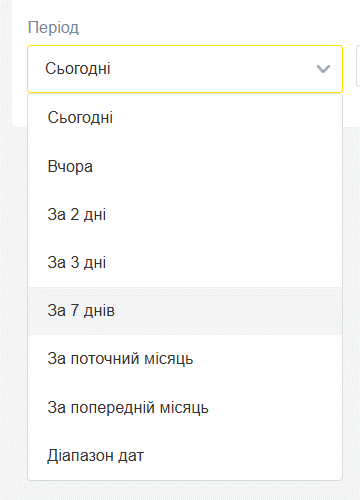 Період
Сьогодні
Сьогодні
Вчора
За 2 дні
За 3 дні
За 7 днів
За поточний місяць
За попередній місяць
Діапазон дат